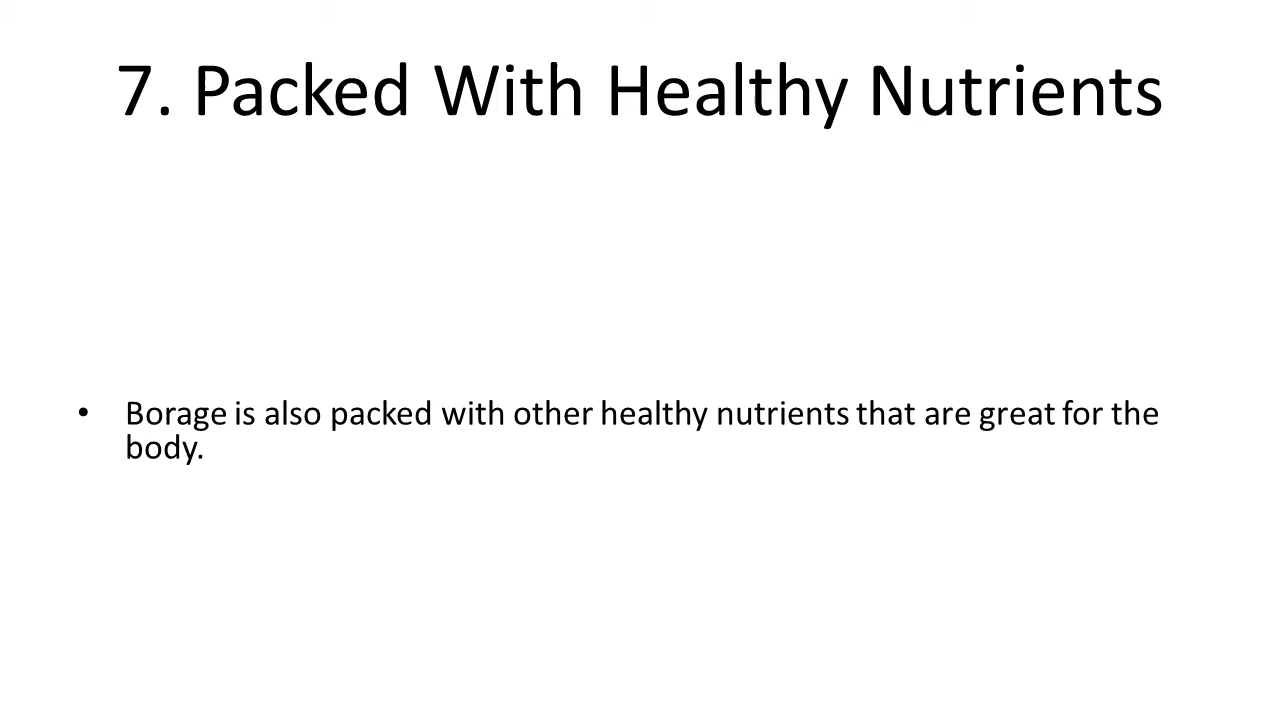 7. Packed With Healthy Nutrients
• Borage is also packed with other healthy nutrients that are great for the
body.